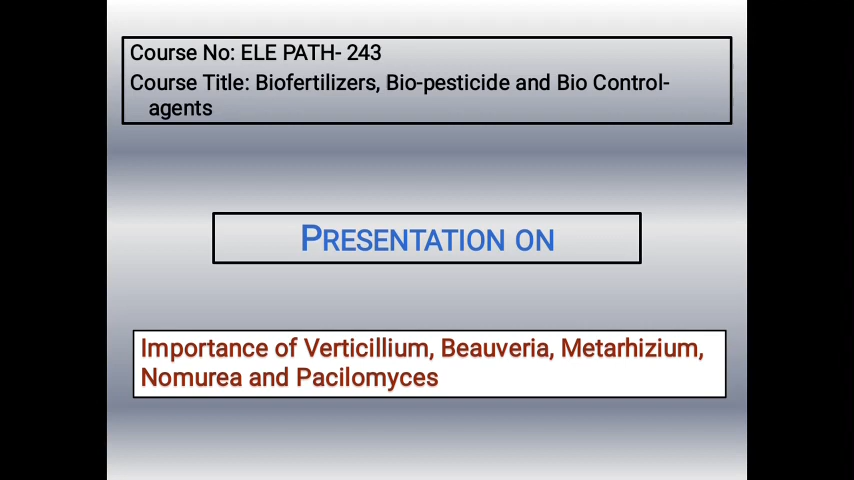 Course No: ELE PATH- 243
Course Title: Biofertilizers, Bio-pesticide and Bio Control-
agents
PRESENTATION ON
Importance of Verticillium, Beauveria, Metarhizium,
Nomurea and Pacilomyces